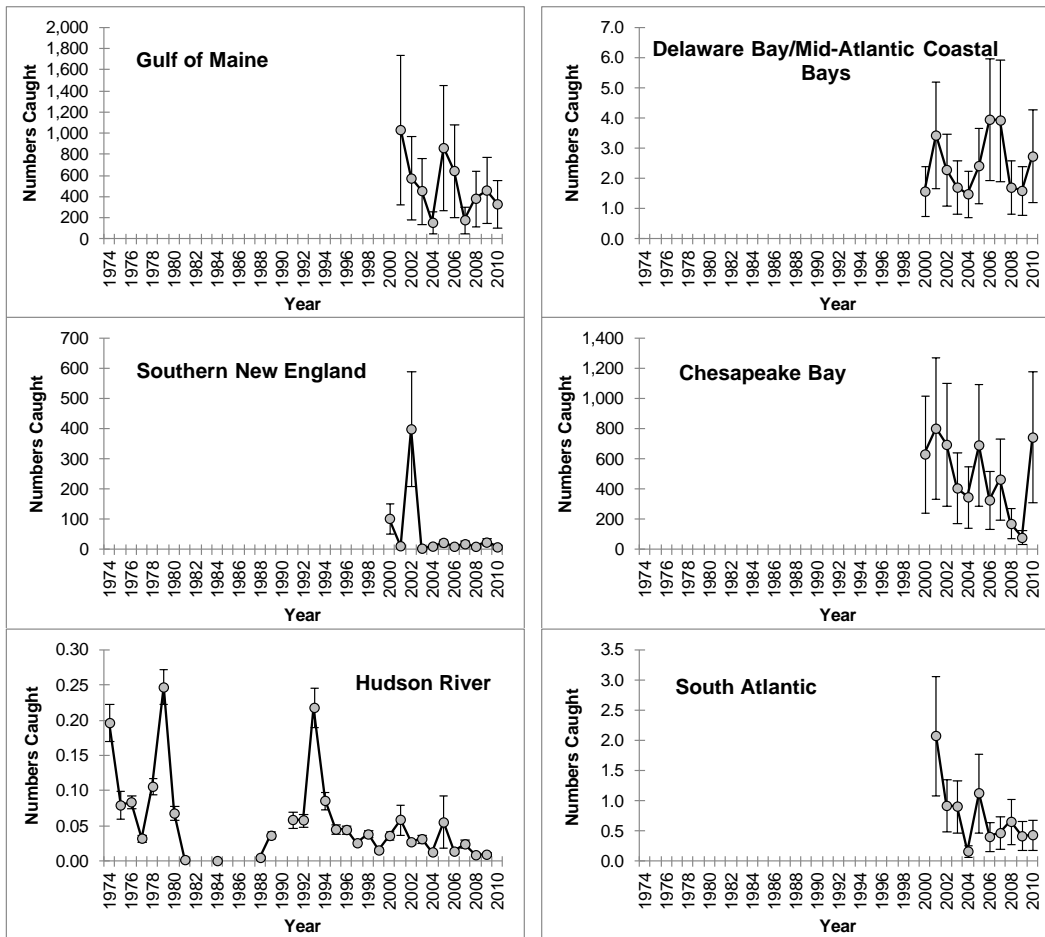 Gulf of Maine
Numbers Caught
2,000
1,800
1,600
1,400
1,200
1,000
800
600
400
200
0
1974 1976 1978 1980 1982 1984 1986 1988 1990 1992 1994 1996 1998 2000 2002 2004 2006 2008 2010
Year
Delaware Bay/Mid-Atlantic Coastal
Bays
Numbers Caught
7.0
6.0
5.0
4.0
3.0
2.0
1.0
0.0
1974 1976 1978 1980 1982 1984 1986 1988 1990 1992 1994 1996 1998 2000 2002 2004 2006 2008 2010
Year
Southern New England
Numbers Caught
700
600
500
400
300
200
100
0
1974 1976 1978 1980 1982 1984 1986 1988 1990 1992 1994 1996 1998 2000 2002 2004 2006 2008 2010
Year
Chesapeake Bay
Numbers Caught
1,400
1,200
1,000
800
600
400
200
0
1974 1976 1978 1980 1982 1984 1986 1988 1990 1992 1994 1996 1998 2000 2002 2004 2006 2008 2010
Year
Hudson River
Numbers Caught
0.30
0.25
0.20
0.15
0.10
0.05
0.00
1974 1976 1978 1980 1982 1984 1986 1988 1990 1992 1994 1996 1998 2000 2002 2004 2006 2008 2010
Year
South Atlantic
Numbers Caught
3.5
3.0
2.5
2.0
1.5
1.0
0.5
0.0
1974 1976 1978 1980 1982 1984 1986 1988 1990 1992 1994 1996 1998 2000 2002 2004 2006 2008 2010
Year